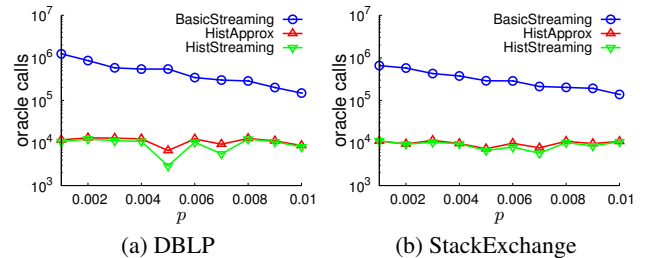 BasicStreaming
HistApprox
HistStreaming
oracle calls
10^7
10^6
10^5
10^4
10^3
0.002 0.004 0.006 0.008 0.01
p
(a) DBLP
BasicStreaming
HistApprox
HistStreaming
oracle calls
10^7
10^6
10^5
10^4
10^3
0.002 0.004 0.006 0.008 0.01
p
(b) StackExchange